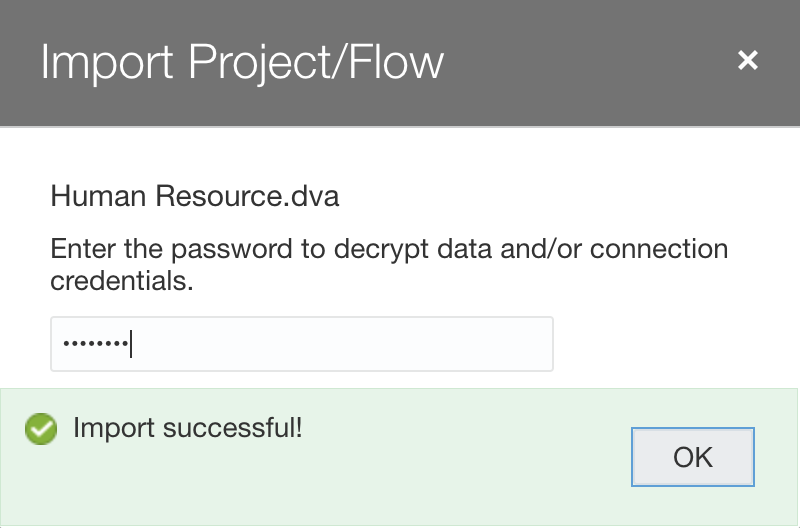 Import Project/Flow
Human Resource.dva
Enter the password to decrypt data and/or connection
credentials.
••••••••
Import successful!
OK